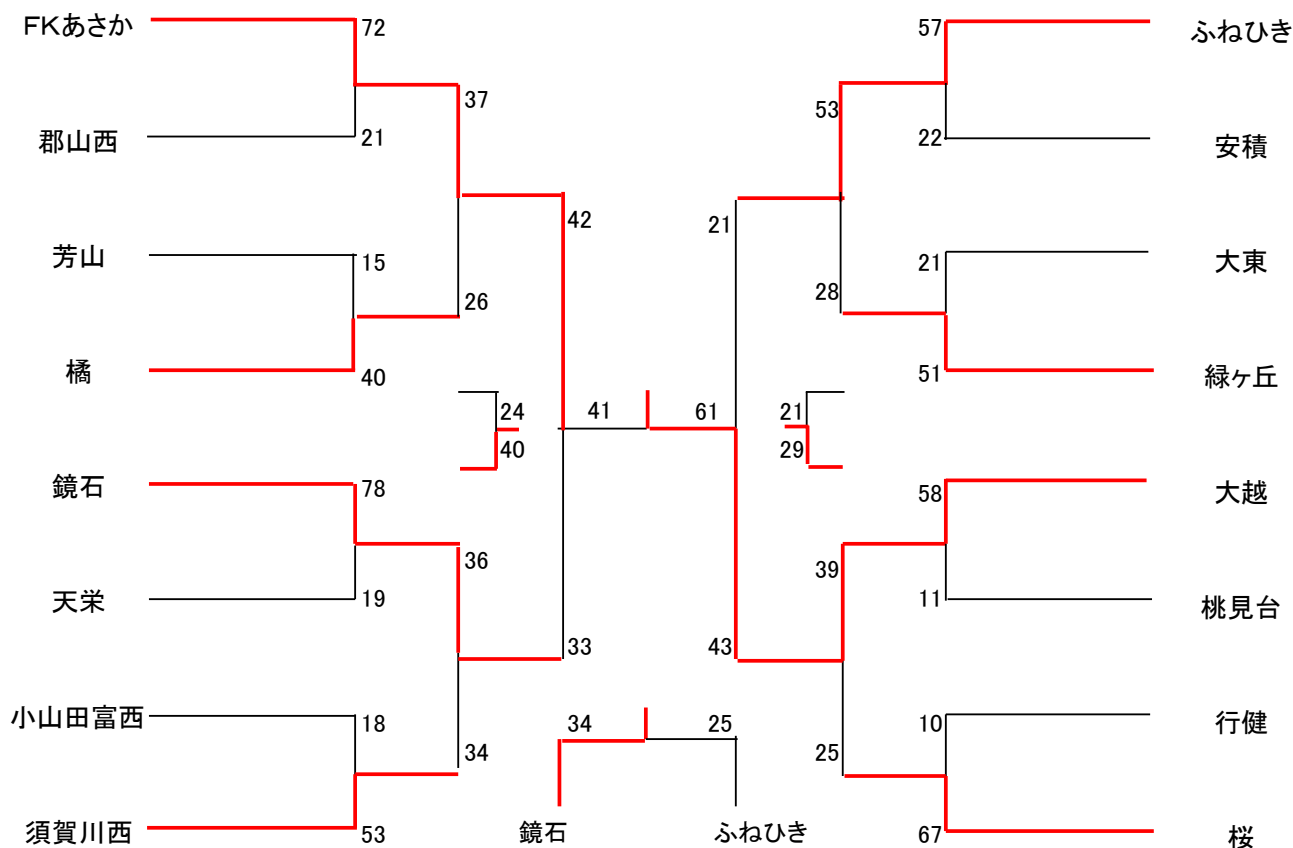 FKあさか 72 57 ふねひき
37 53
郡山西 21 22 安積
42 21
芳山 15 21 大東
26 28
橘 40 51 緑ヶ丘
24 41 61 21
40 29
鏡石 78 58 大越
36 39
天栄 19 11 桃見台
33 43
小山田富西 18 34 25 10 行健
34 25
須賀川西 53 鏡石 ふねひき 67 桜